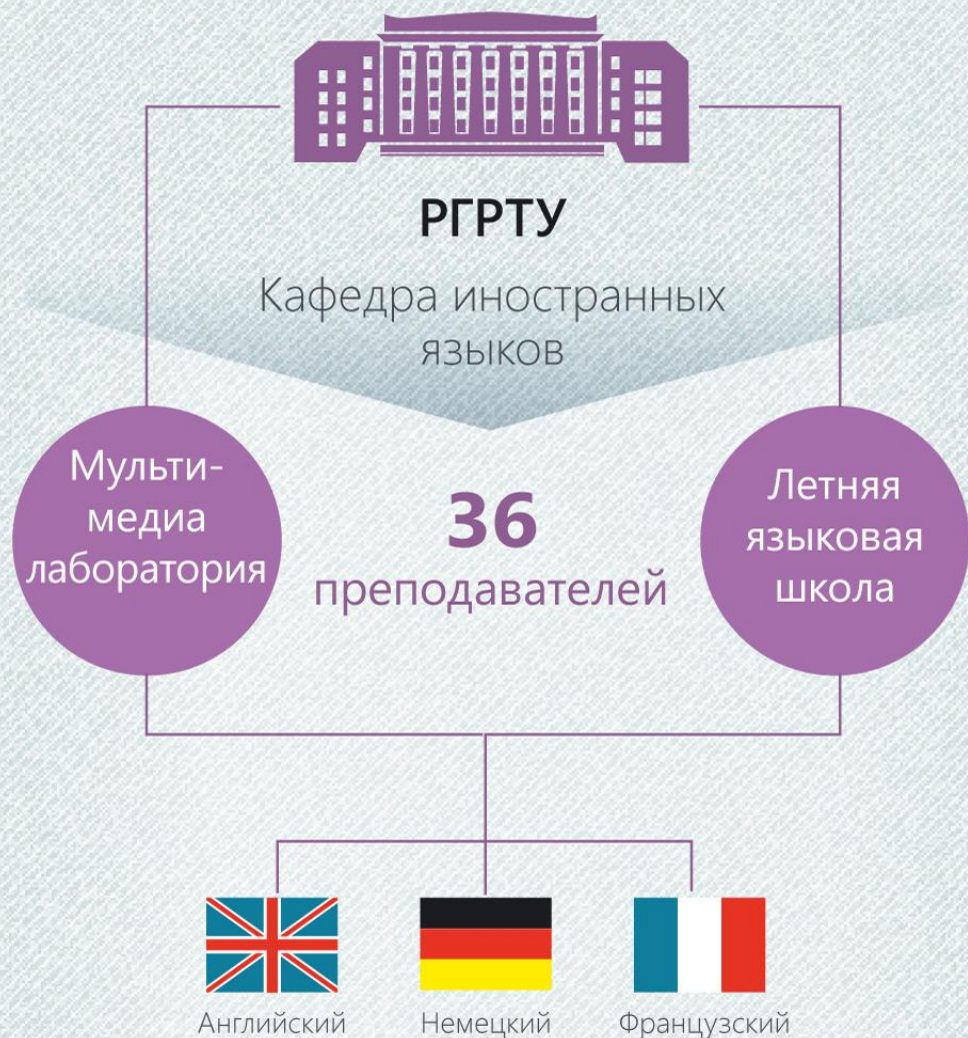 РГРТУ
Кафедра иностранных
языков
Мульти-
медиа
лаборатория
36
преподавателей
Летняя
языковая
школа
Английский
Немецкий
Французский